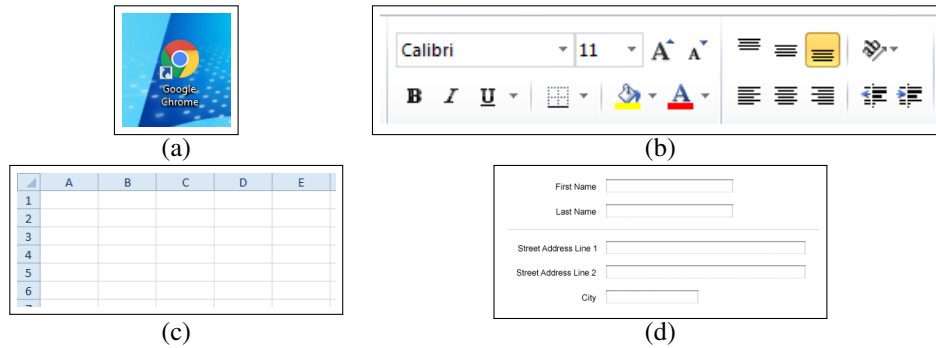 Google
Chrome
(a)
Calibri 11 A A
B I U A
(b)
A B C D E
1
2
3
4
5
6
(c)
First Name
Last Name
Street Address Line 1
Street Address Line 2
City
(d)